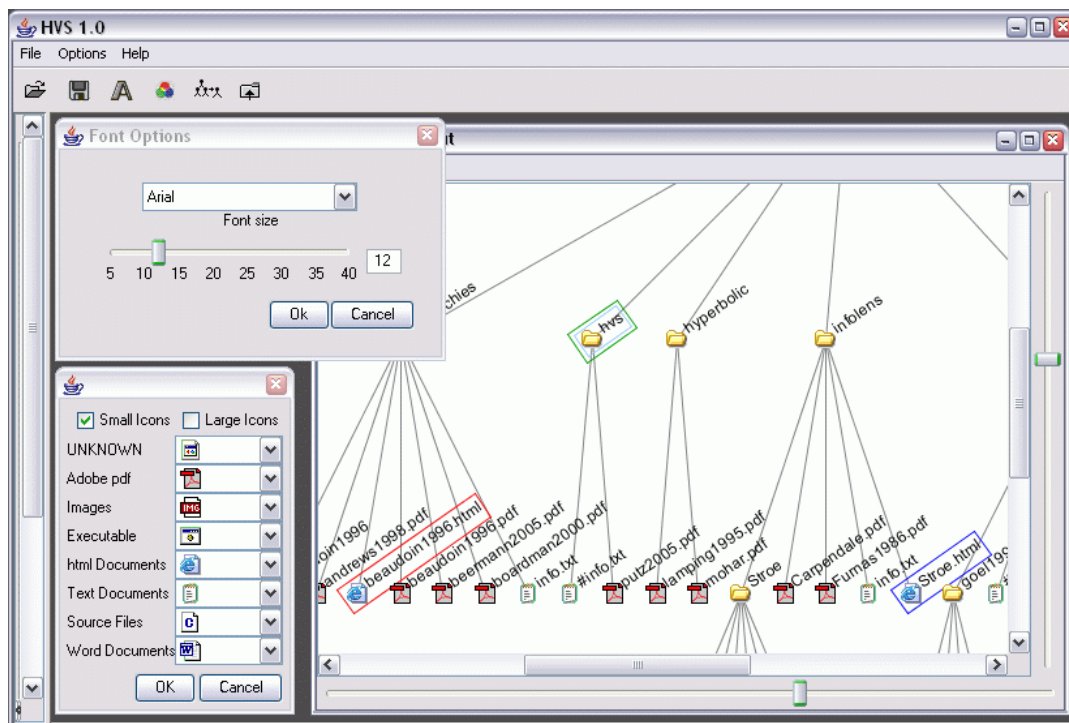 HVS 1.0
File Options Help
Font Options
Arial
Font size
5 10 15 20 25 30 35 40
12
Ok Cancel
Small Icons Large Icons
UNKNOWN
Adobe pdf
Images
IMG
Executable
html Documents
Text Documents
Source Files
C
Word Documents
W
OK Cancel
hvs
hyperbolic
infolens
andrews1998.pdf
beaudoin1996.html
beaudoin1996.pdf
beermann2005.pdf
boardman2000.pdf
info.txt
#info.txt
putz2005.pdf
lamping1995.pdf
mohar.pdf
Stroe
Carpendale.pdf
Furnas1986.pdf
info.txt
Stroe.html